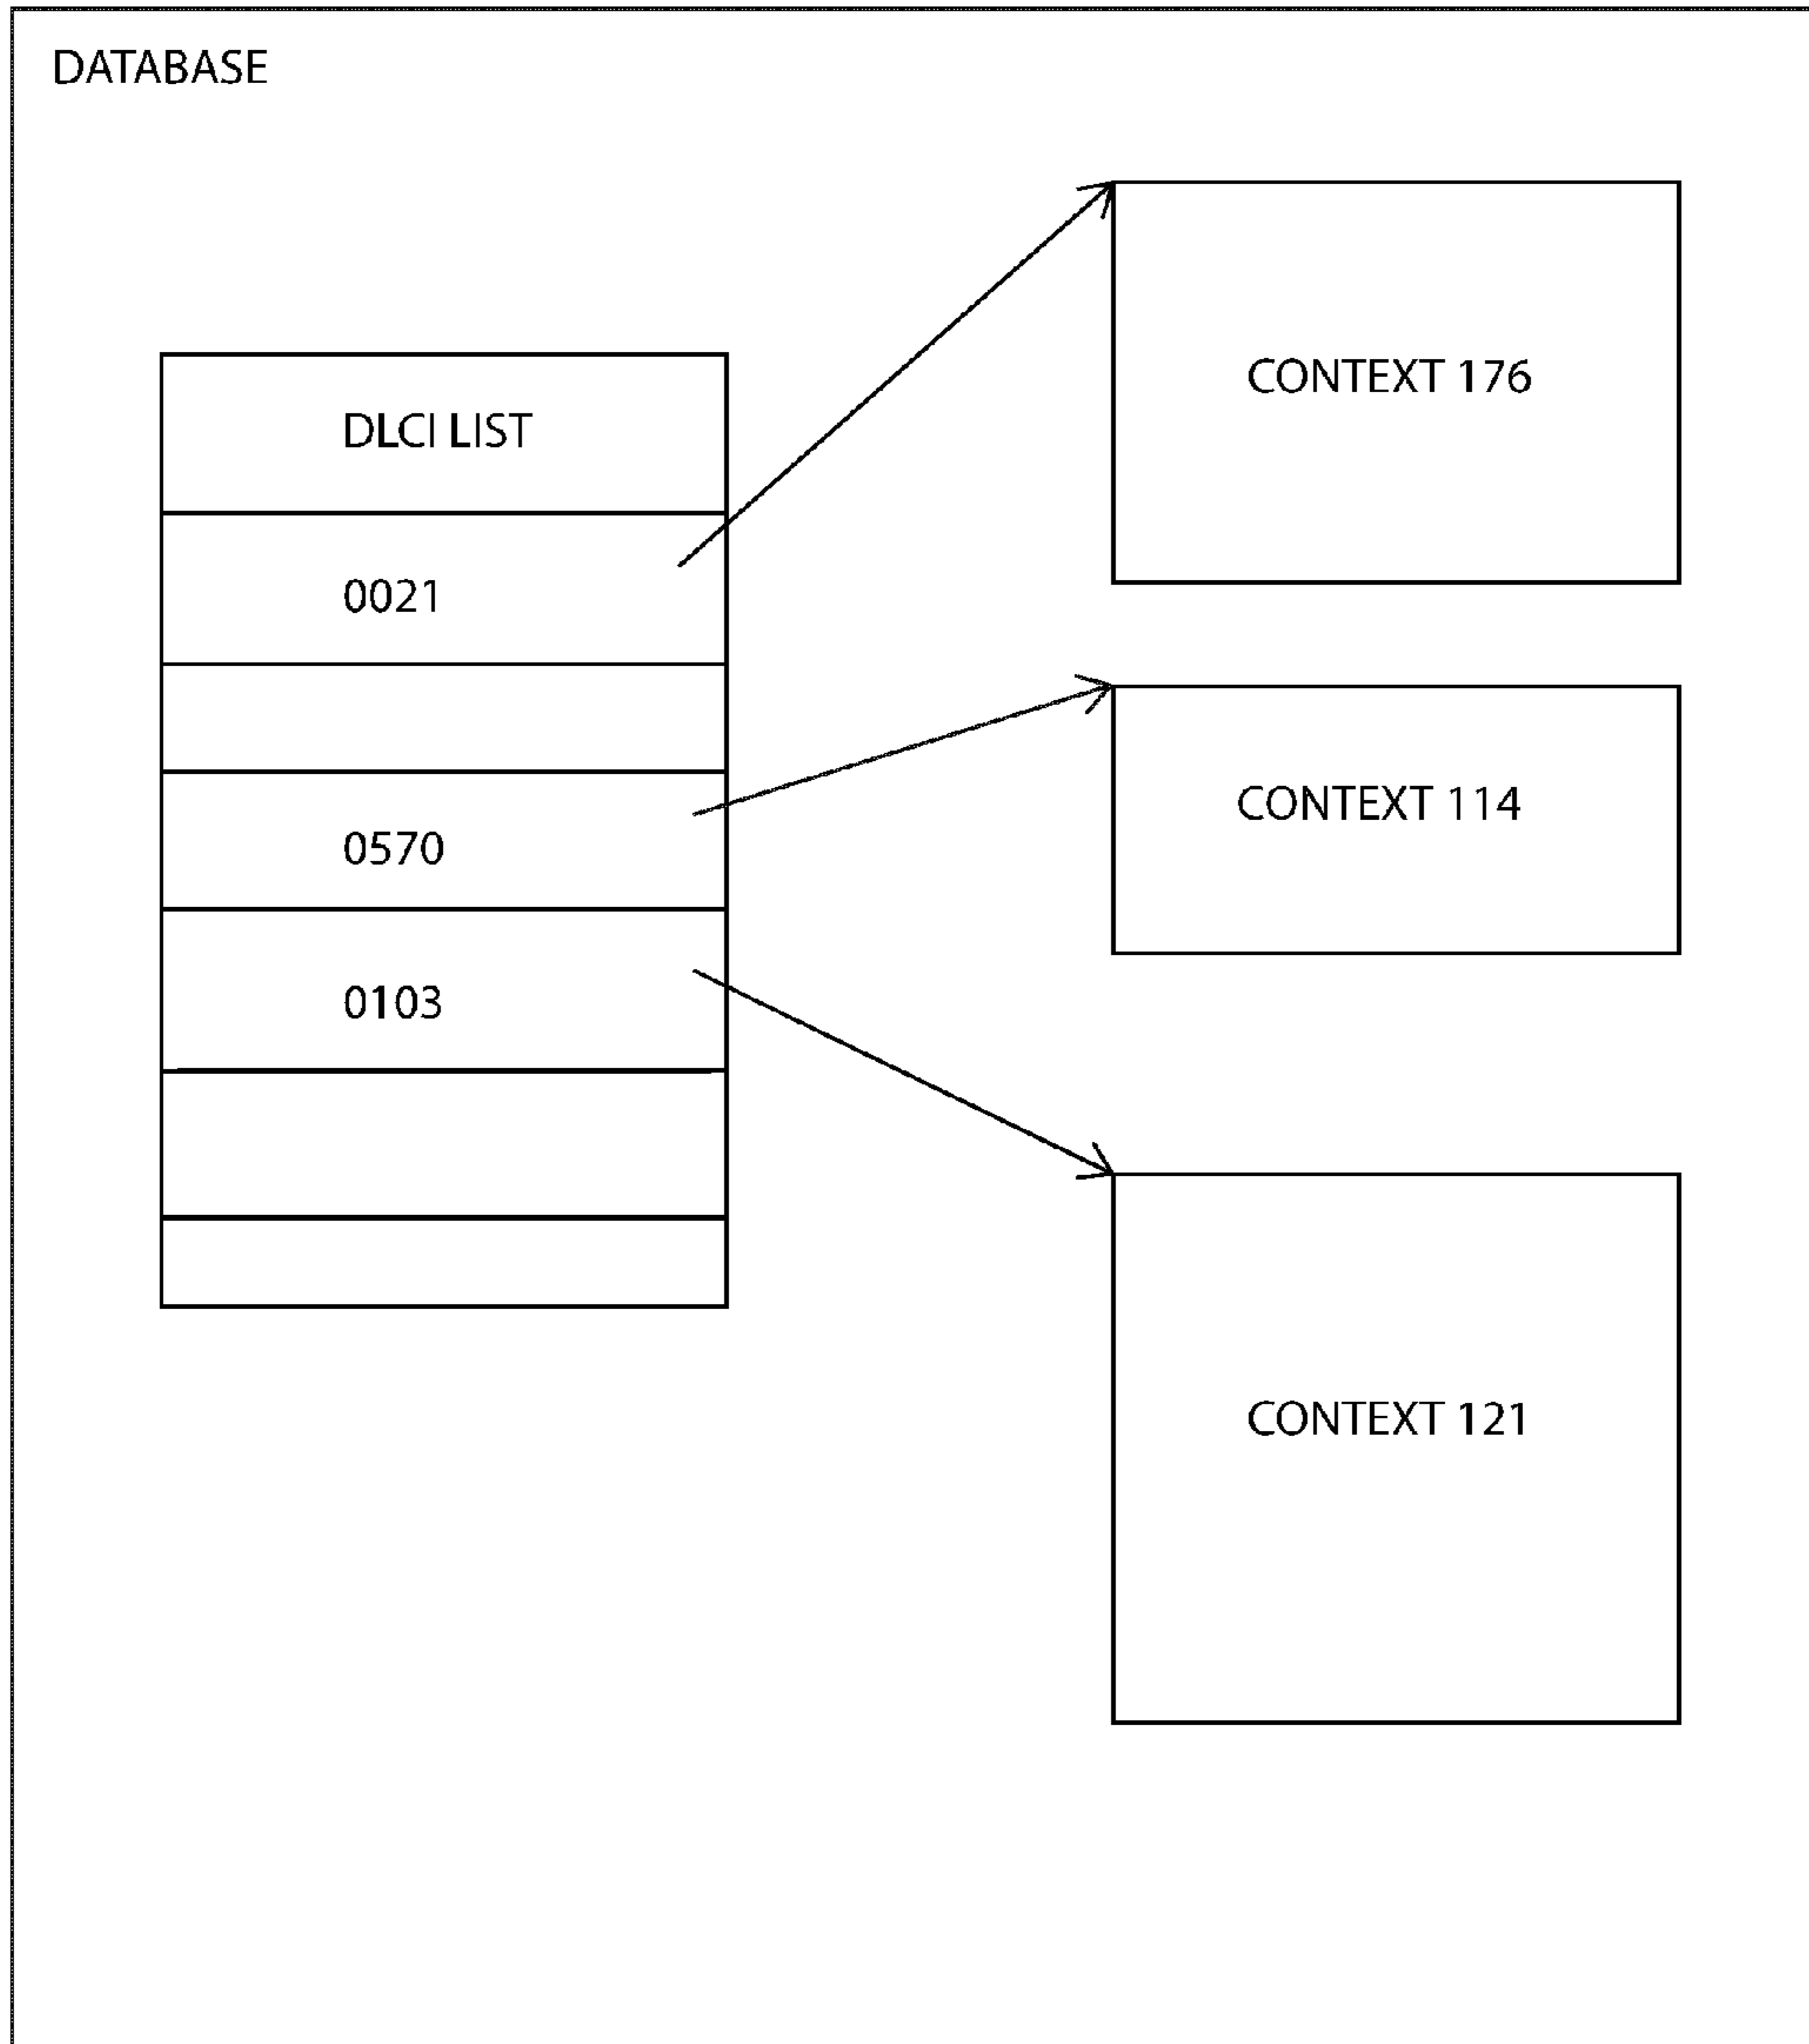 DATABASE
DLCI LIST
0021
0570
0103
CONTEXT 176
CONTEXT 114
CONTEXT 121